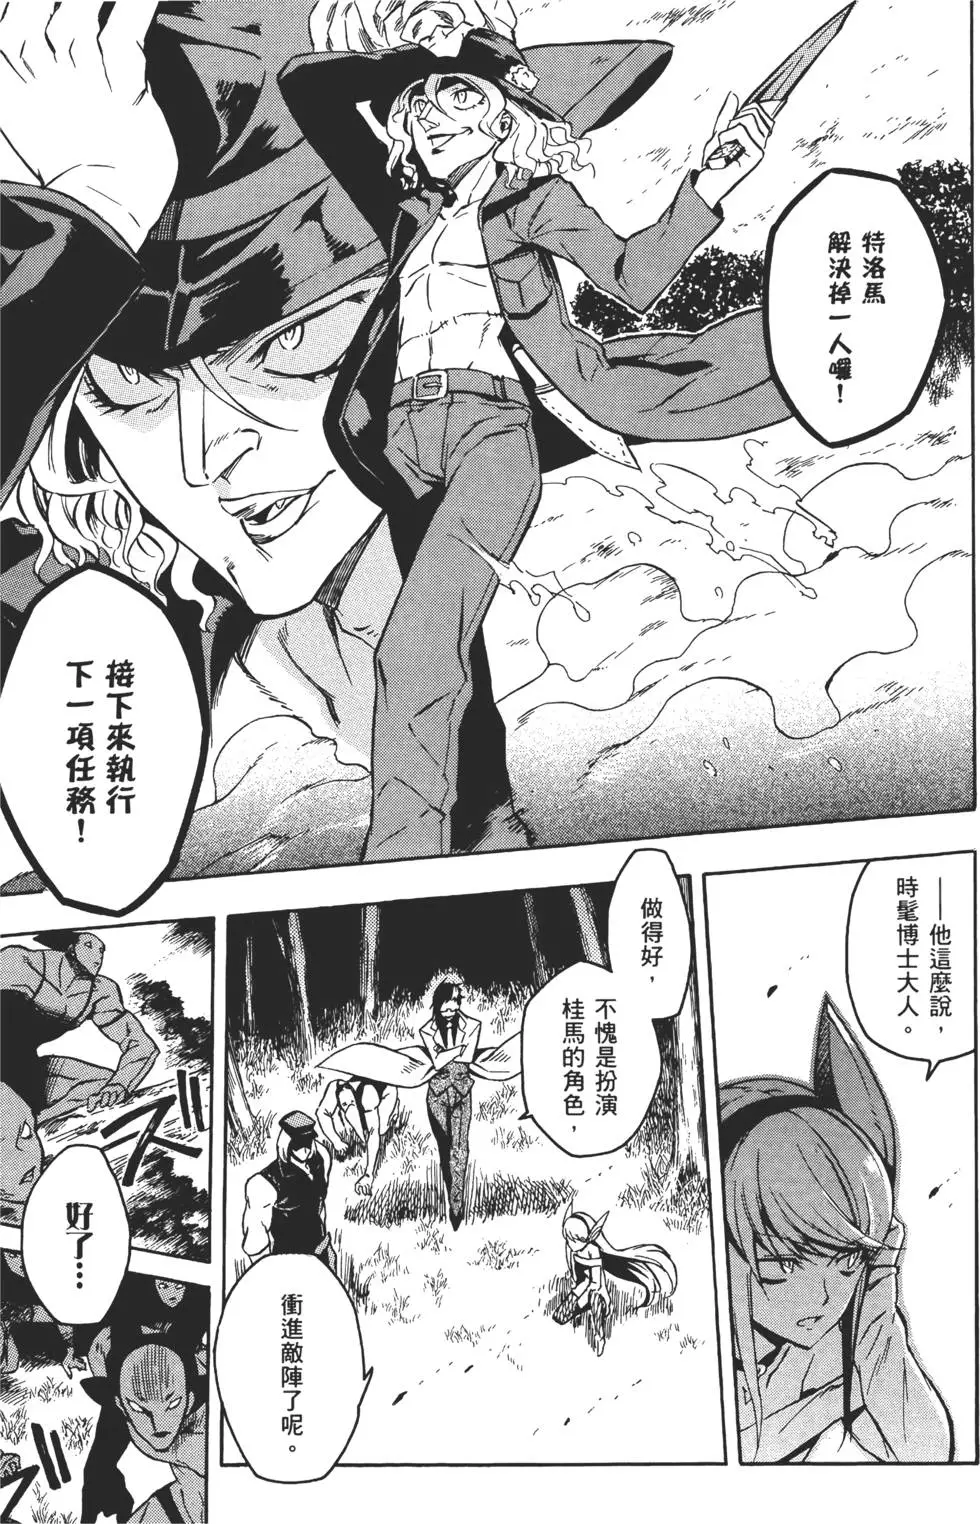 特洛馬
解決掉一人囉！
接下來執行
下一項任務！
——他這麼說，
時髦博士大人。
做得好，
不愧是扮演
桂馬的角色，
衝進敵陣了呢。
好了…